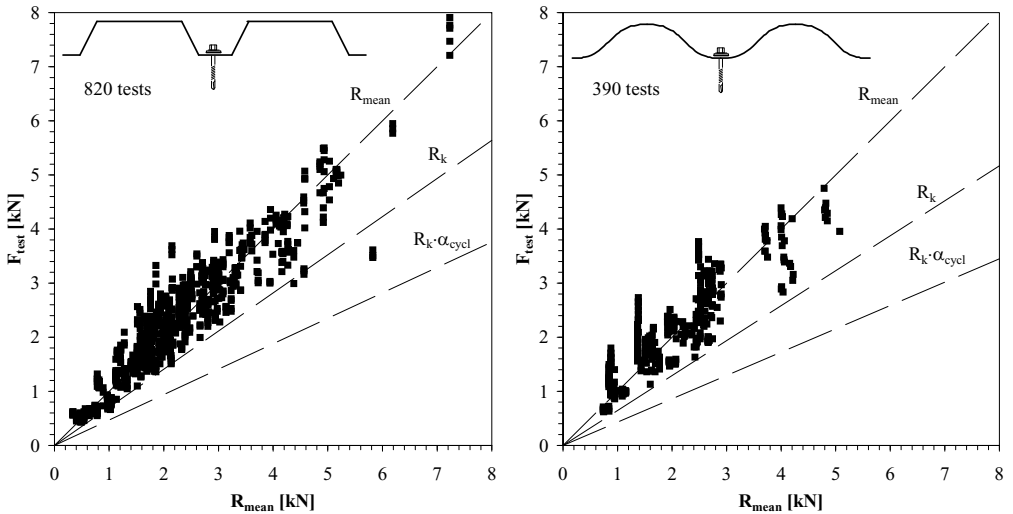 8
7
6
5
4
3
2
1
0
F_test [kN]
820 tests
R_mean
R_k
R_k·α_cycl
0 1 2 3 4 5 6 7 8
R_mean [kN]
8
7
6
5
4
3
2
1
0
F_test [kN]
390 tests
R_mean
R_k
R_k·α_cycl
0 1 2 3 4 5 6 7 8
R_mean [kN]